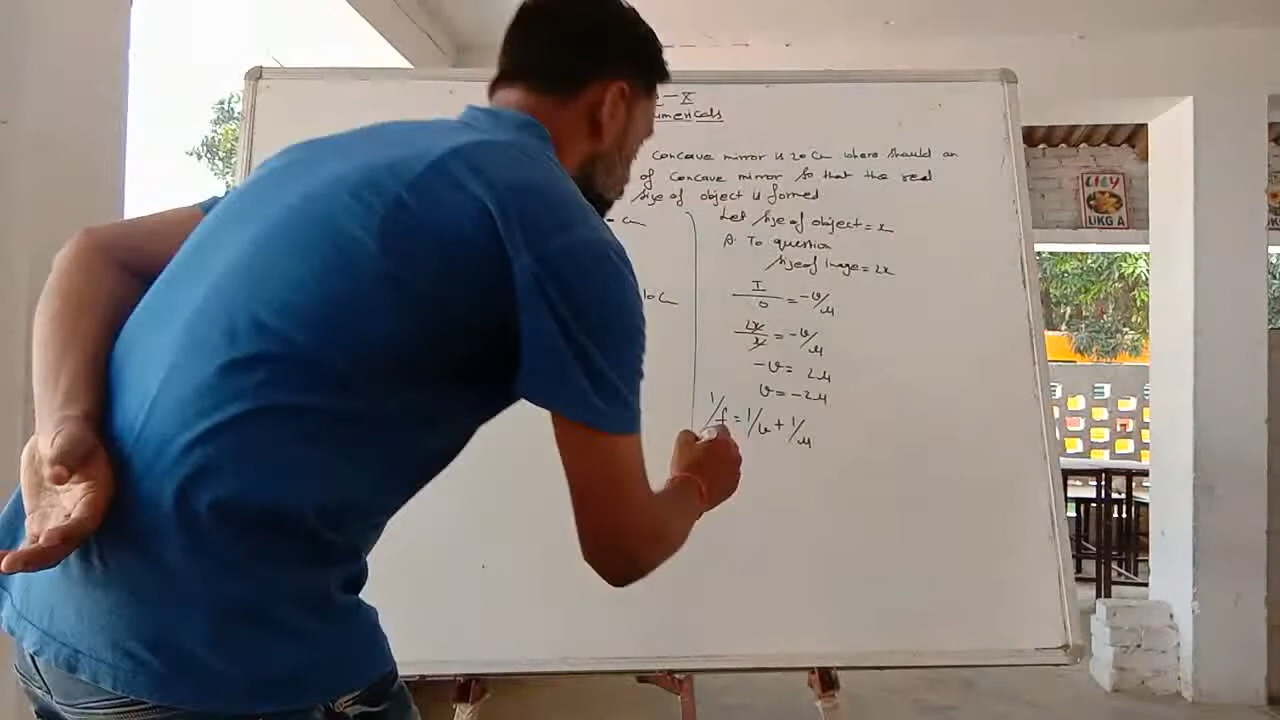 – X
umericals
Concave mirror is 20 Cm where should an
of Concave mirror So that the real
size of object is formed
Cm
Let size of object = x
A. To question
size of image = 2x
10 C
I/O = -v/u
2x/x = -v/u
-v = 2u
v = -2u
1/f = 1/v + 1/u
UKG A